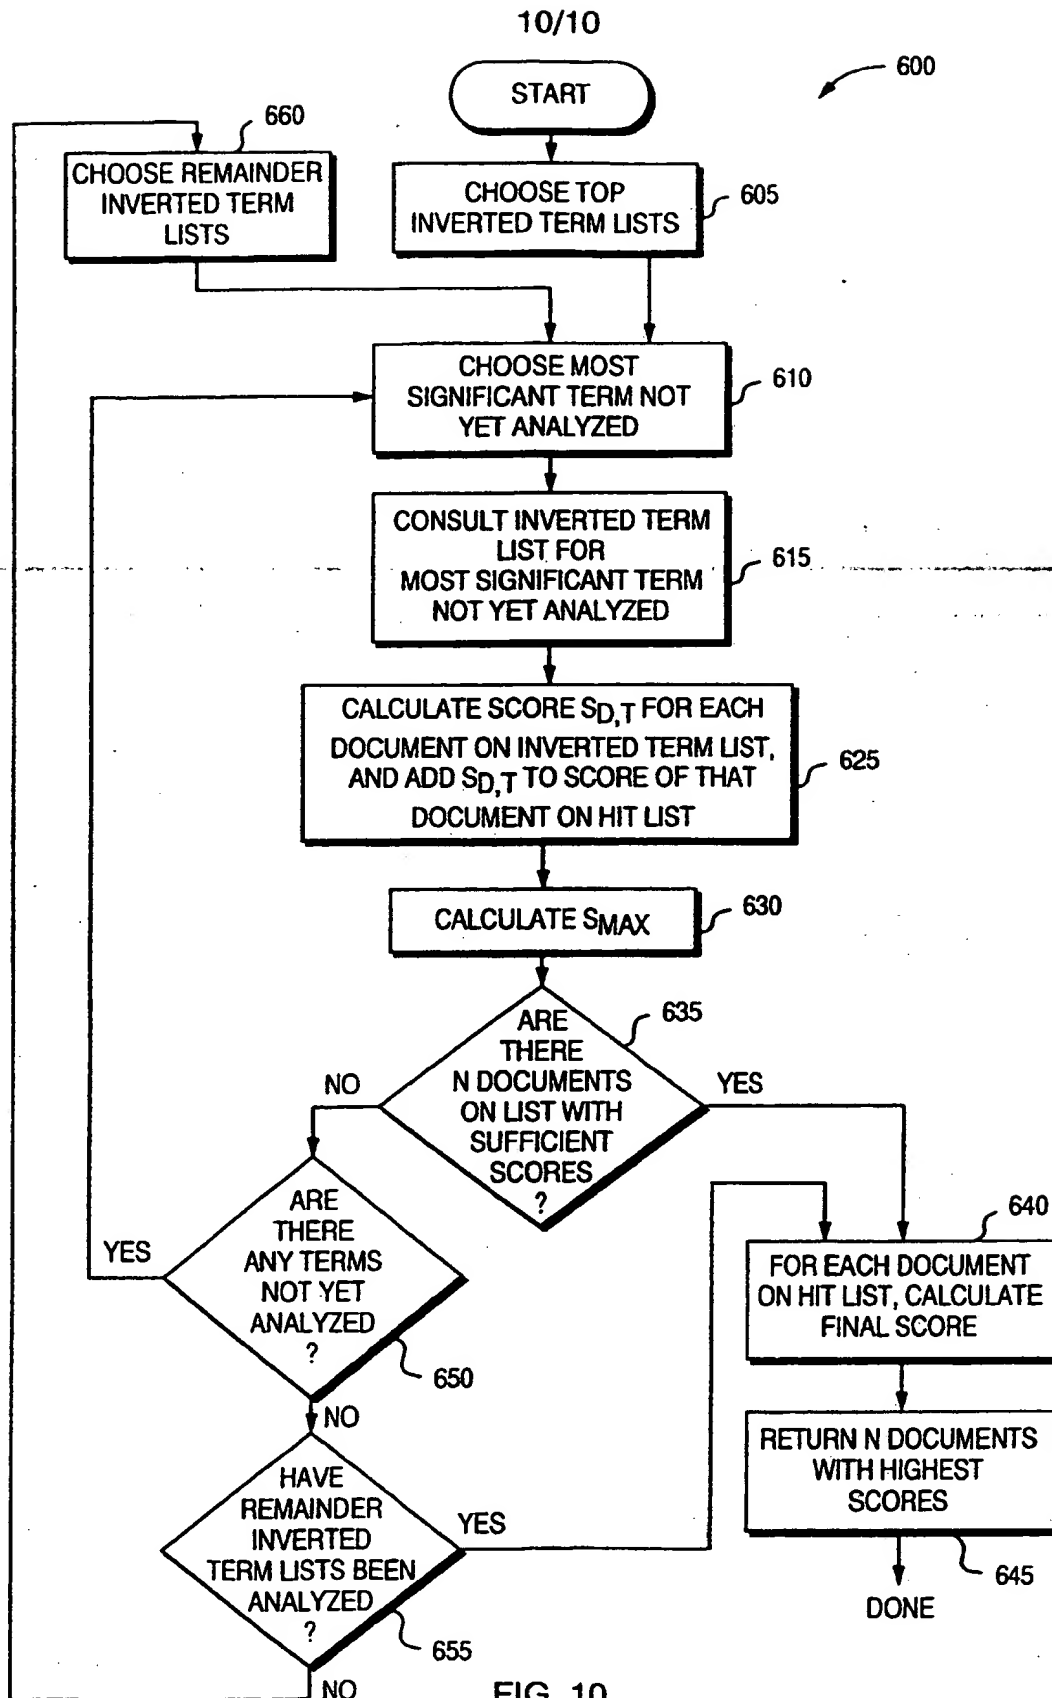 10/10
START
600
660
CHOOSE REMAINDER
INVERTED TERM
LISTS
CHOOSE TOP
INVERTED TERM LISTS
605
CHOOSE MOST
SIGNIFICANT TERM NOT
YET ANALYZED
610
CONSULT INVERTED TERM
LIST FOR
MOST SIGNIFICANT TERM
NOT YET ANALYZED
615
CALCULATE SCORE SD,T FOR EACH
DOCUMENT ON INVERTED TERM LIST,
AND ADD SD,T TO SCORE OF THAT
DOCUMENT ON HIT LIST
625
CALCULATE SMAX
630
ARE
THERE
N DOCUMENTS
ON LIST WITH
SUFFICIENT
SCORES
?
635
NO
YES
ARE
THERE
ANY TERMS
NOT YET
ANALYZED
?
YES
650
NO
640
FOR EACH DOCUMENT
ON HIT LIST, CALCULATE
FINAL SCORE
RETURN N DOCUMENTS
WITH HIGHEST
SCORES
645
DONE
HAVE
REMAINDER
INVERTED
TERM LISTS BEEN
ANALYZED
?
YES
655
NO
FIG. 10